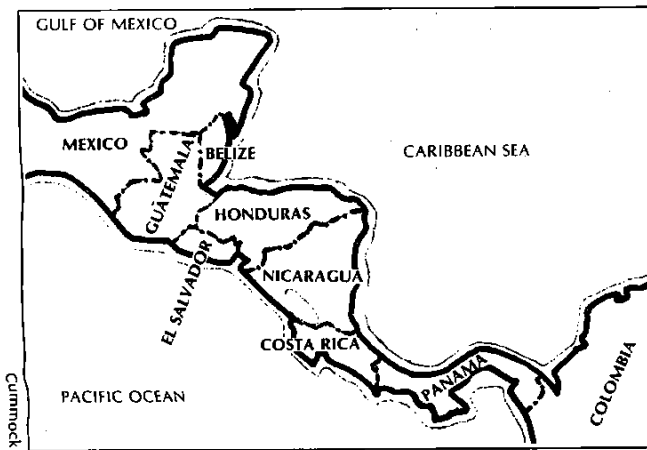 GULF OF MEXICO
MEXICO
GUATEMALA
BELIZE
CARIBBEAN SEA
HONDURAS
EL SALVADOR
NICARAGUA
COSTA RICA
PANAMA
COLOMBIA
PACIFIC OCEAN
Cummock